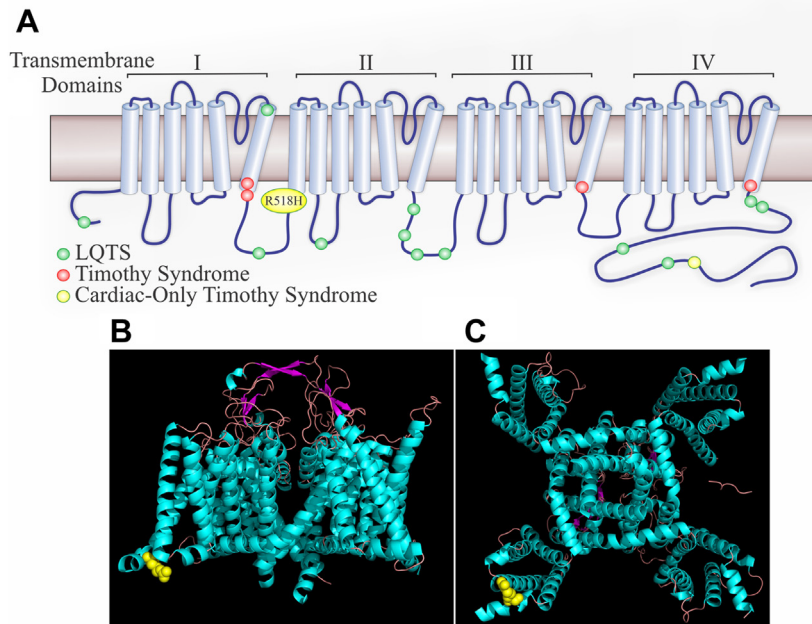 A
Transmembrane
Domains
I
II
III
IV
R518H
LQTS
Timothy Syndrome
Cardiac-Only Timothy Syndrome
B
C